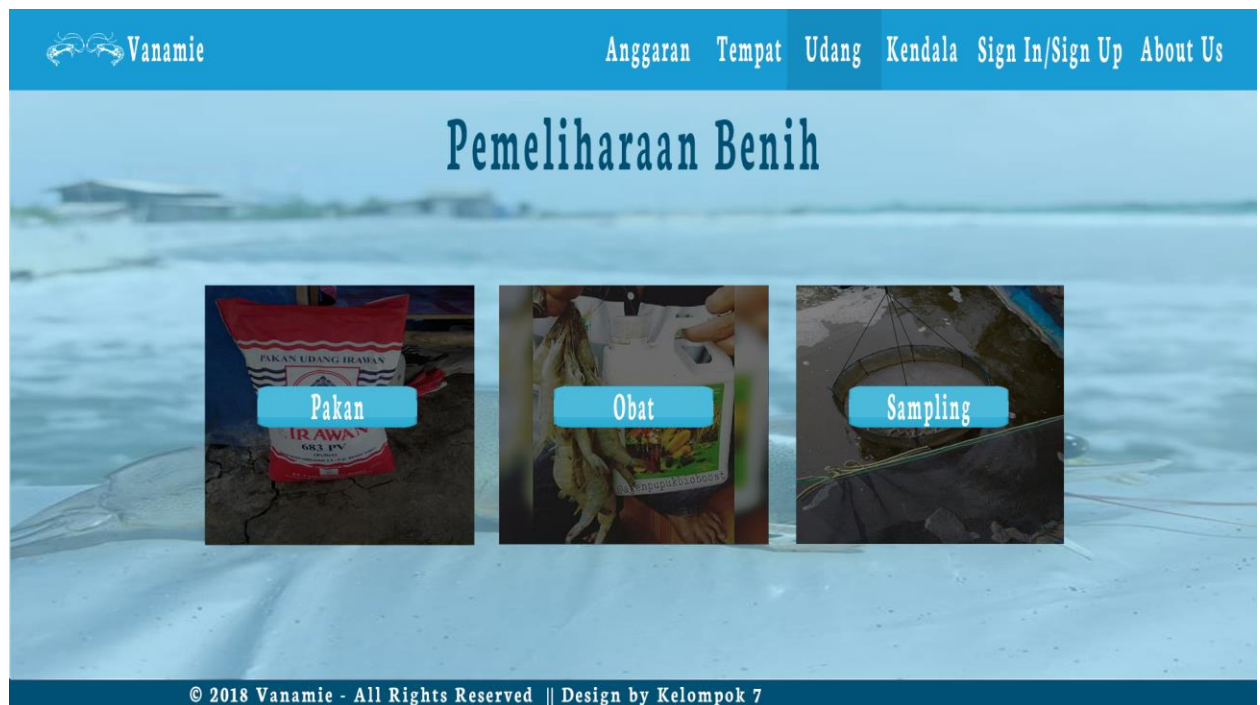 Vanamie
Anggaran Tempat Udang Kendala Sign In/Sign Up About Us
Pemeliharaan Benih
PAKAN UDANG IRAWAN
Pakan
IRAWAN
683 PV
Obat
Sampling
© 2018 Vanamie - All Rights Reserved || Design by Kelompok 7